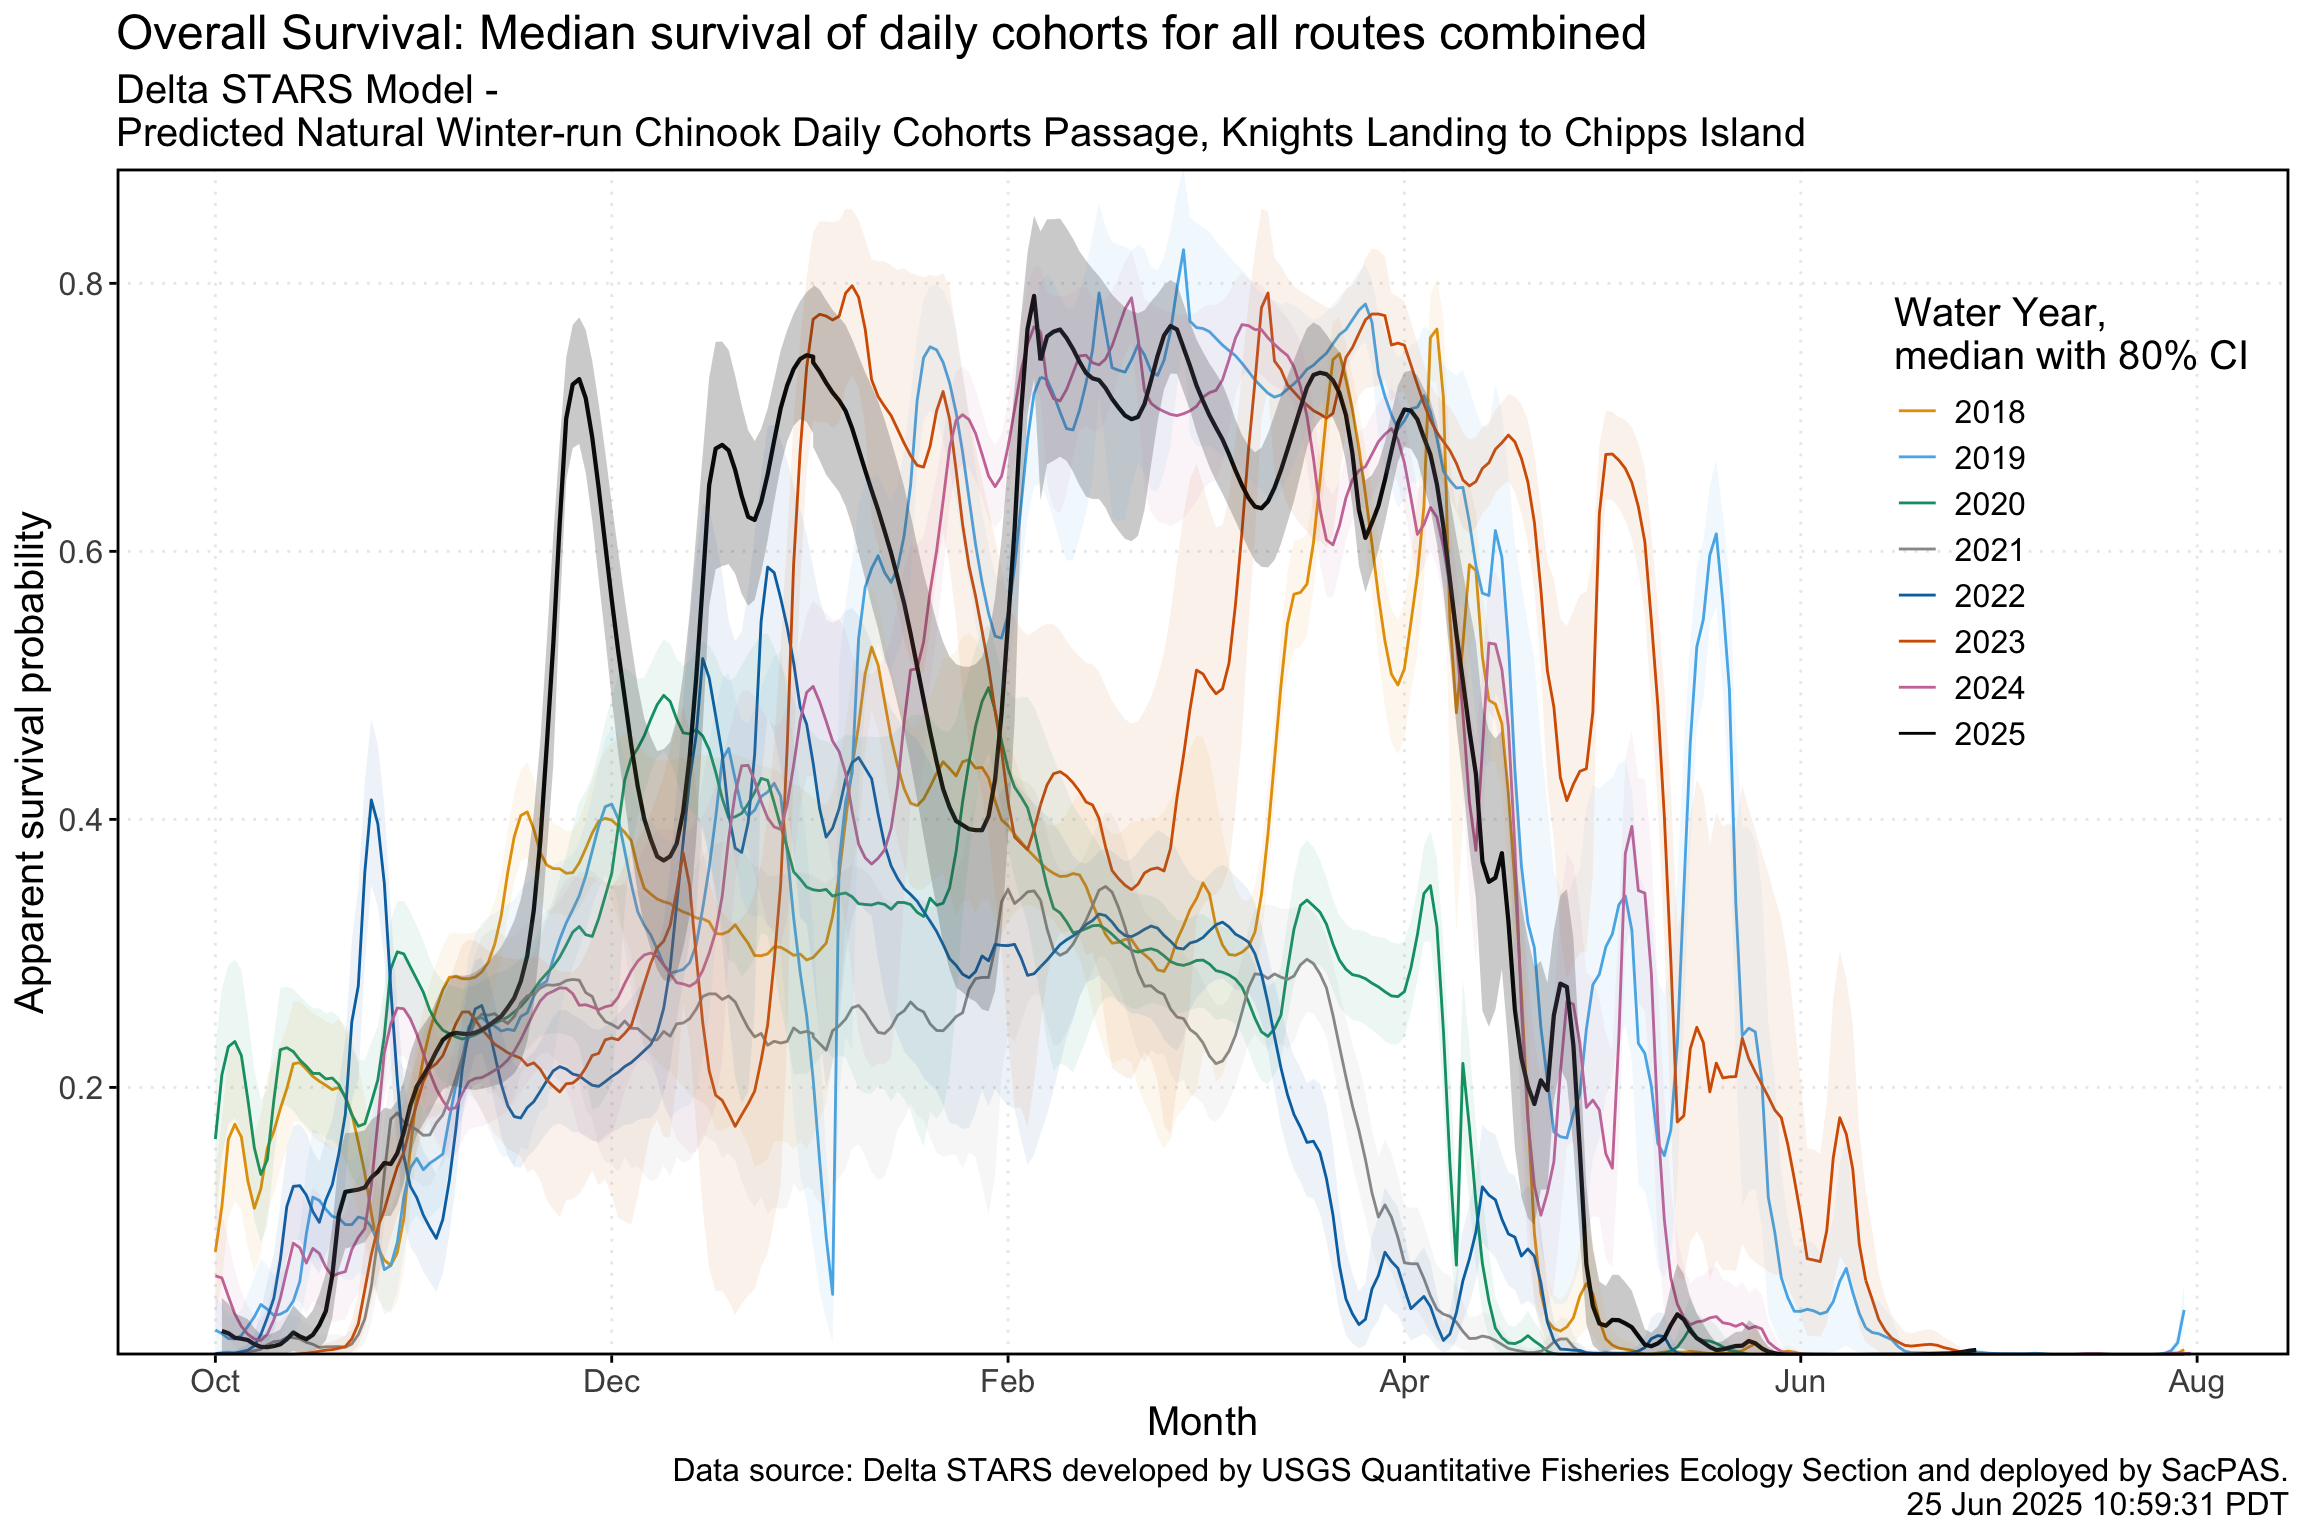 Overall Survival: Median survival of daily cohorts for all routes combined
Delta STARS Model -
Predicted Natural Winter-run Chinook Daily Cohorts Passage, Knights Landing to Chipps Island
Apparent survival probability
0.8
0.6
0.4
0.2
Water Year,
median with 80% CI
2018
2019
2020
2021
2022
2023
2024
2025
Oct
Dec
Feb
Apr
Jun
Aug
Month
Data source: Delta STARS developed by USGS Quantitative Fisheries Ecology Section and deployed by SacPAS.
25 Jun 2025 10:59:31 PDT